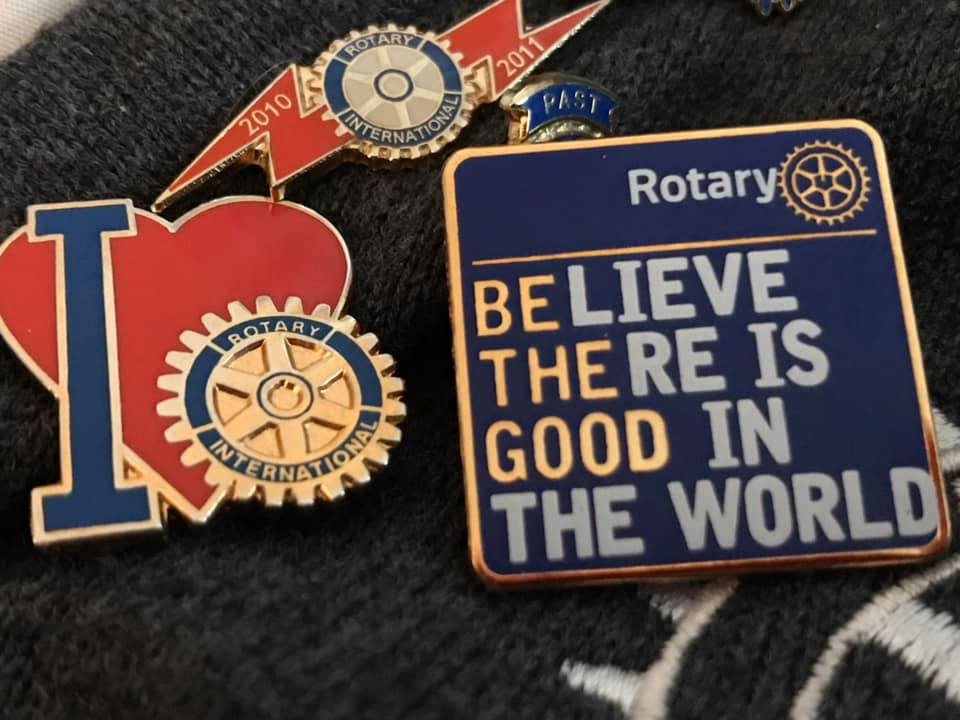 2010
ROTARY
INTERNATIONAL
2011
PAST
I
ROTARY
INTERNATIONAL
Rotary
BELIEVE
THERE IS
GOOD IN
THE WORLD